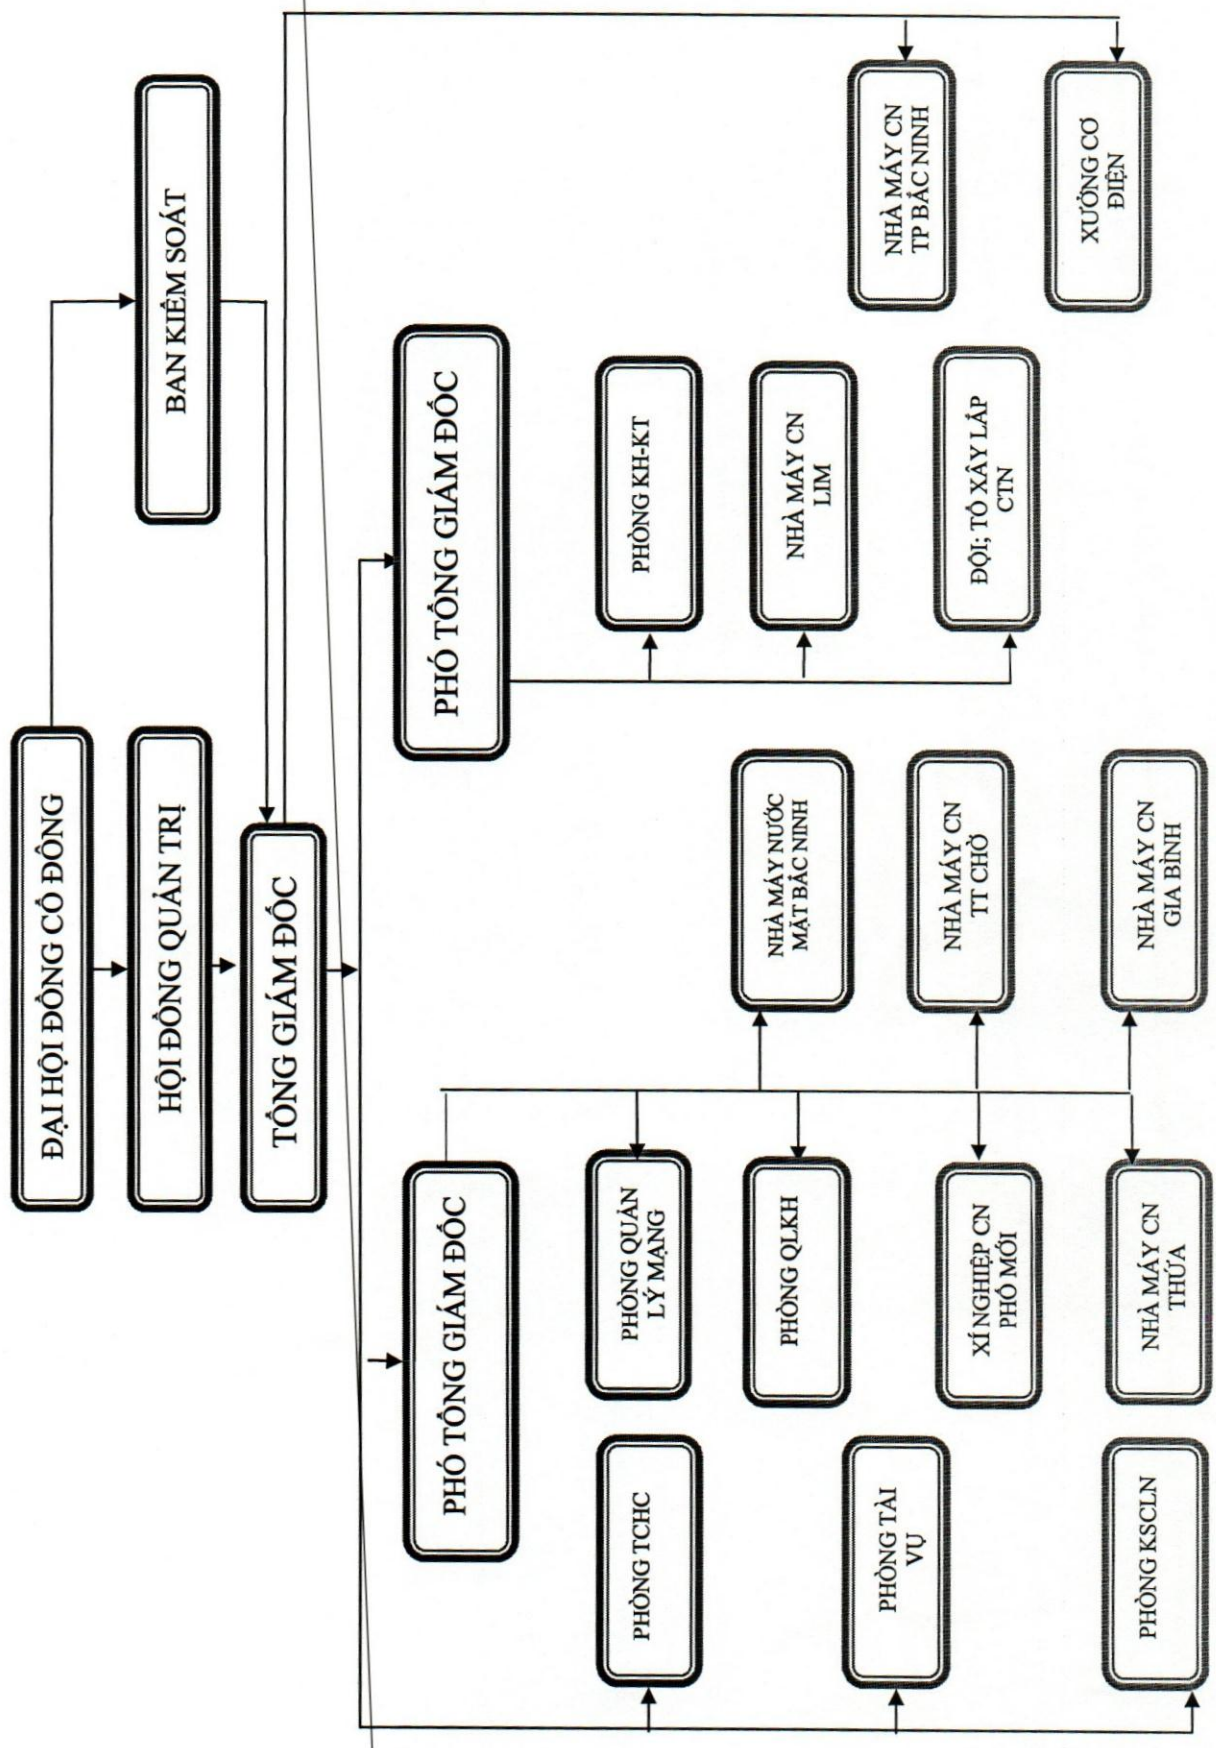 ĐẠI HỘI ĐỒNG CỔ ĐÔNG
BAN KIỂM SOÁT
HỘI ĐỒNG QUẢN TRỊ
TỔNG GIÁM ĐỐC
PHÓ TỔNG GIÁM ĐỐC
PHÓ TỔNG GIÁM ĐỐC
PHÒNG TCHC
PHÒNG QUẢN
LÝ MẠNG
NHÀ MÁY NƯỚC
MẶT BẮC NINH
PHÒNG KH-KT
NHÀ MÁY CN
TP BẮC NINH
PHÒNG TÀI
VỤ
PHÒNG QLKH
NHÀ MÁY CN
TT CHỜ
NHÀ MÁY CN
LIM
XƯỞNG CƠ
ĐIỆN
PHÒNG KSCLN
XÍ NGHIỆP CN
PHỐ MỚI
NHÀ MÁY CN
THỨA
NHÀ MÁY CN
GIA BÌNH
ĐỘI; TỔ XÂY LẮP
CTN